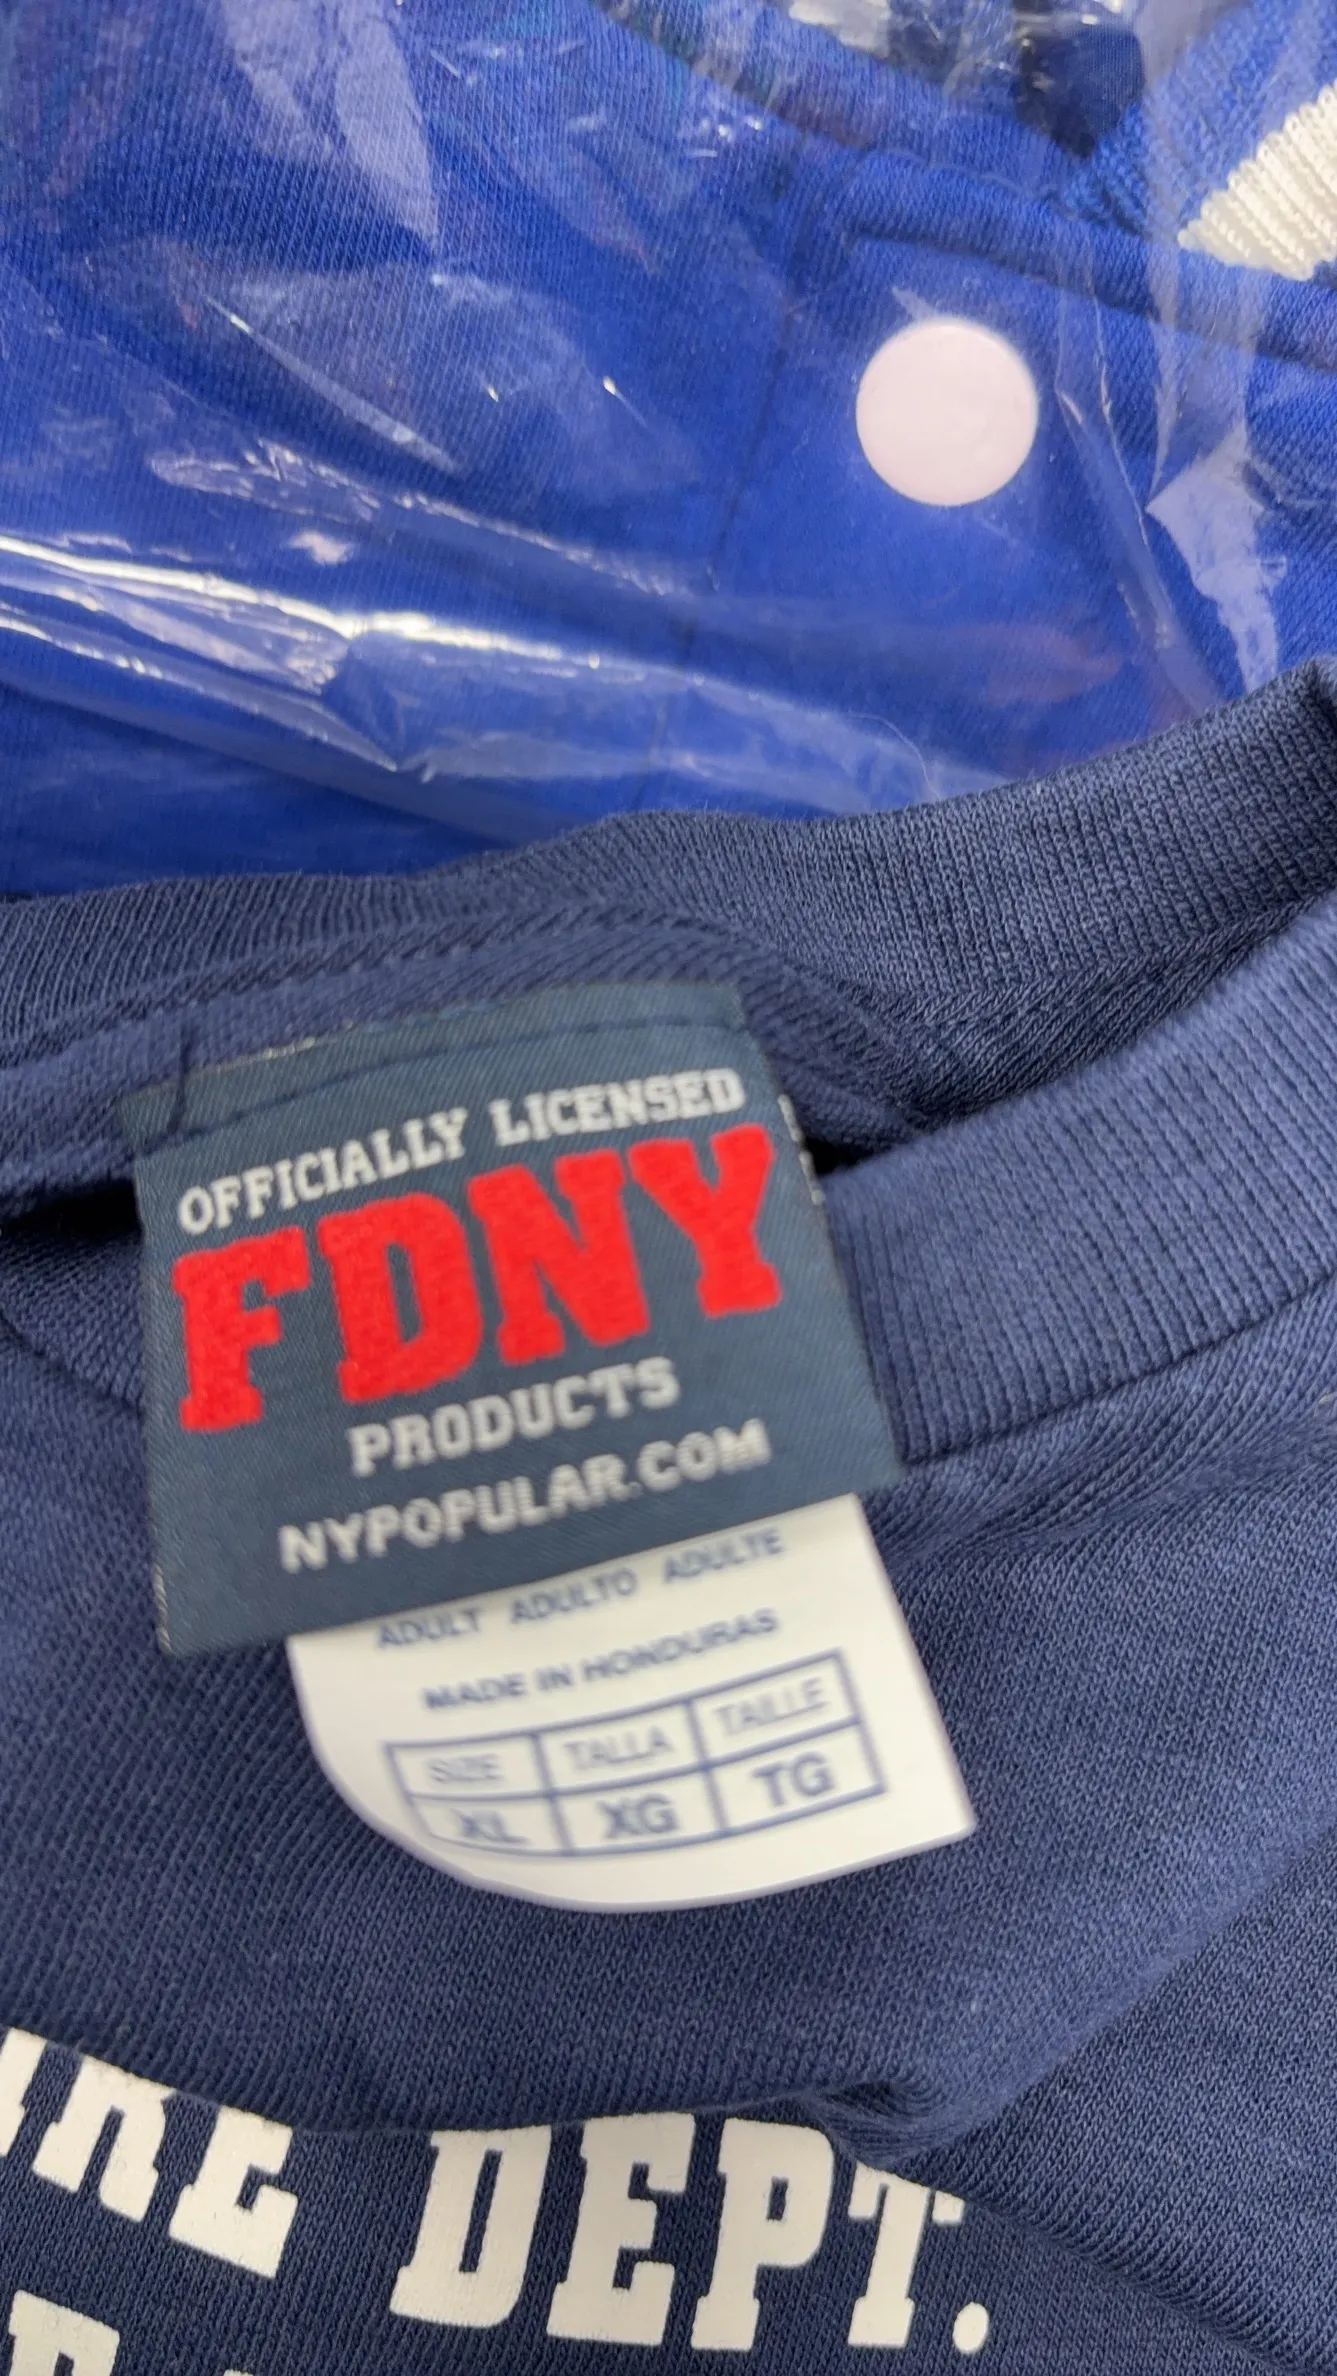 OFFICIALLY LICENSED
FDNY
PRODUCTS
NYPOPULAR.COM
ADULT ADULTO ADULTE
MADE IN HONDURAS
SIZE TALLA TAILLE
XL XG TG
DEPT.